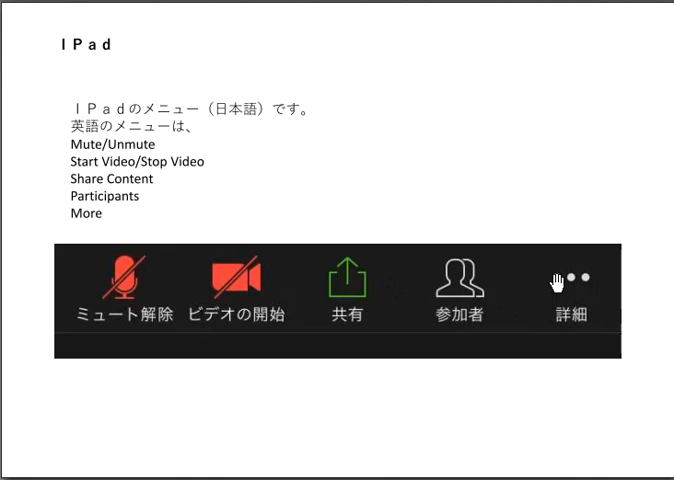 ＩＰａｄ
ＩＰａｄのメニュー（日本語）です。
英語のメニューは、
Mute/Unmute
Start Video/Stop Video
Share Content
Participants
More
ミュート解除 ビデオの開始 共有 参加者 詳細